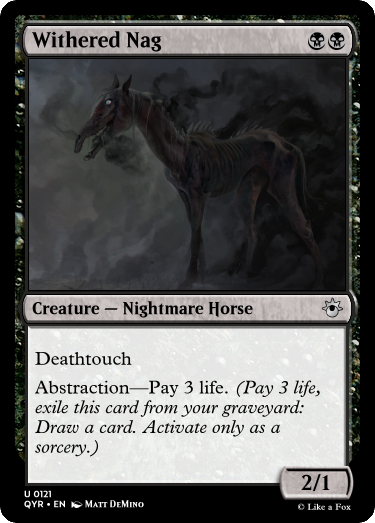 Withered Nag
Creature — Nightmare Horse
Deathtouch
Abstraction—Pay 3 life. (Pay 3 life,
exile this card from your graveyard:
Draw a card. Activate only as a
sorcery.)
2/1
U 0121
QYR • EN Matt DeMino
© Like a Fox